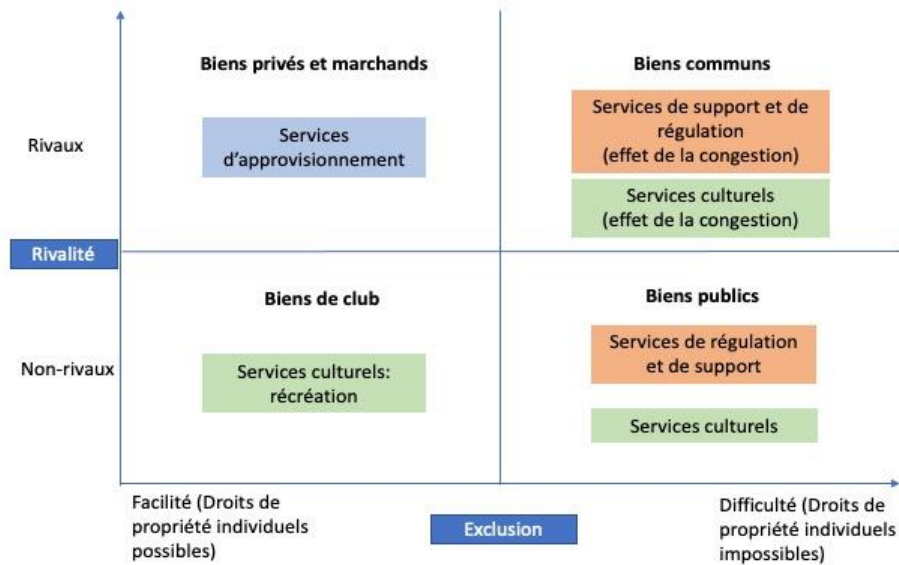 Biens privés et marchands
Biens communs
Rivaux
Services
d'approvisionnement
Services de support et de
régulation
(effet de la congestion)
Services culturels
(effet de la congestion)
Rivalité
Biens de club
Biens publics
Non-rivaux
Services culturels:
récréation
Services de régulation
et de support
Services culturels
Facilité (Droits de
propriété individuels
possibles)
Exclusion
Difficulté (Droits de
propriété individuels
impossibles)